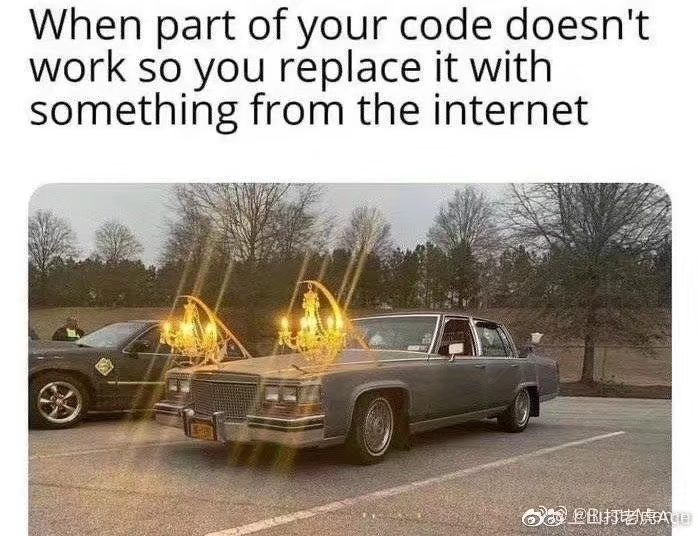 When part of your code doesn't
work so you replace it with
something from the internet